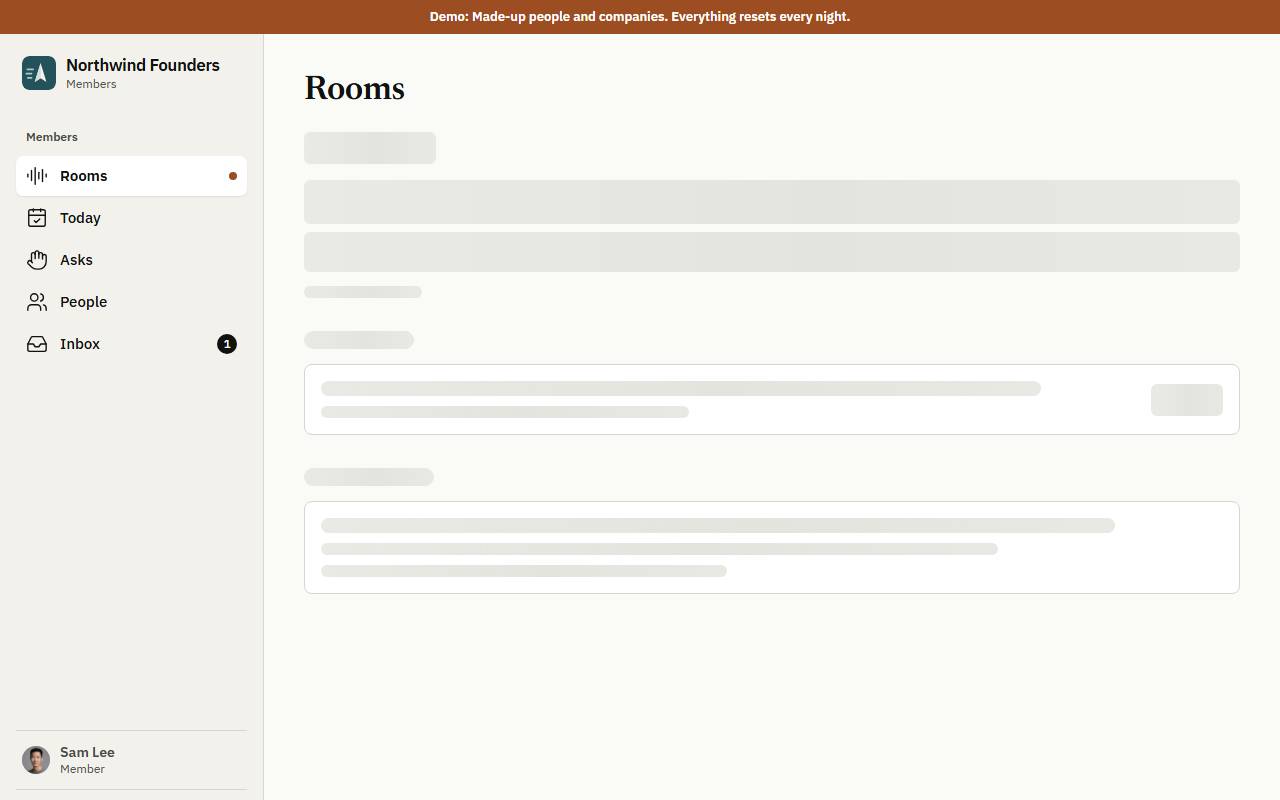 Demo: Made-up people and companies. Everything resets every night.
Northwind Founders
Members
Members
Rooms
Today
Asks
People
Inbox 1
Sam Lee
Member
Rooms